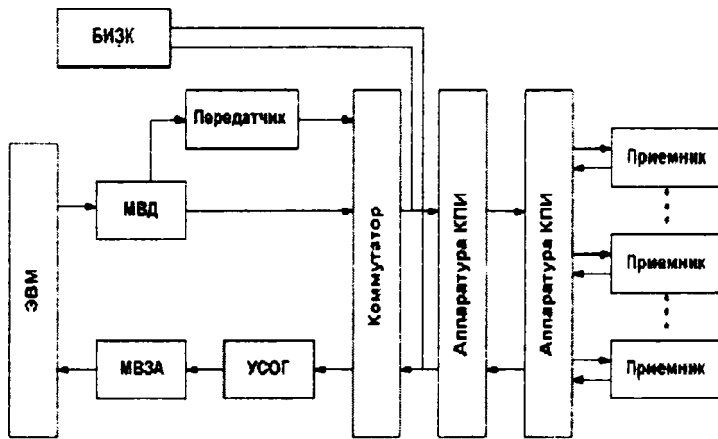 БИЗК
Передатчик
Приемник
МВД
ЭВМ
Коммутатор
Аппаратура КПИ
Аппаратура КПИ
Приемник
МВЗА
УСОГ
Приемник